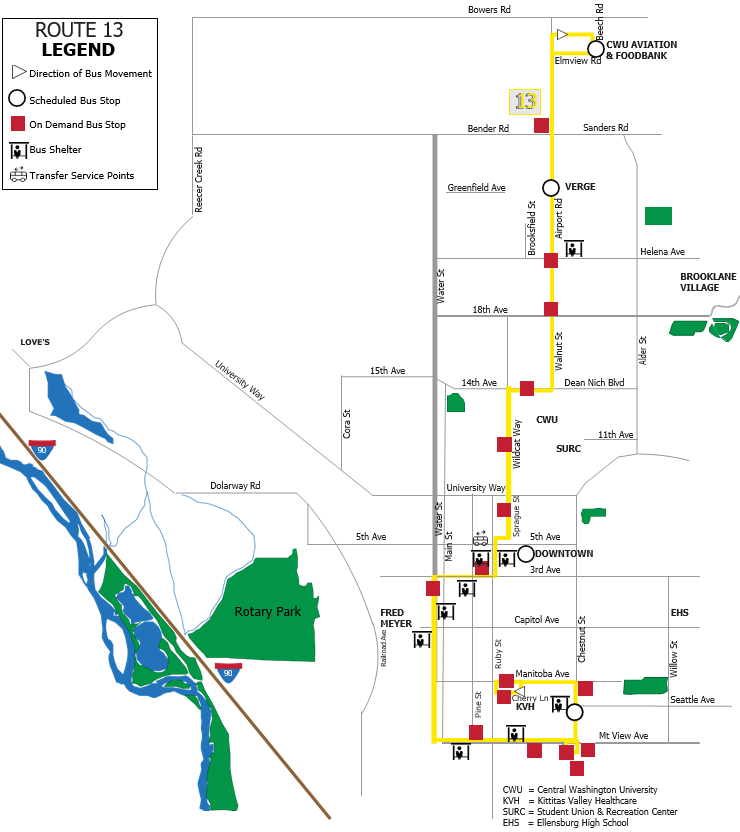 ROUTE 13
LEGEND
Direction of Bus Movement
Scheduled Bus Stop
On Demand Bus Stop
Bus Shelter
Transfer Service Points
Bowers Rd
Beech Rd
CWU AVIATION
& FOODBANK
Elmview Rd
13
Bender Rd
Sanders Rd
Reecer Creek Rd
Greenfield Ave
VERGE
Brooksfield St
Airport Rd
Helena Ave
Water St
BROOKLANE
VILLAGE
18th Ave
LOVE'S
Walnut St
Alder St
University Way
15th Ave
14th Ave
Dean Nich Blvd
Cora St
CWU
Wildcat Way
11th Ave
SURC
90
Dolarway Rd
University Way
Water St
Sprague St
Main St
5th Ave
5th Ave
DOWNTOWN
3rd Ave
Rotary Park
FRED
MEYER
Capitol Ave
EHS
Railroad Ave
Ruby St
Chestnut St
Willow St
90
Manitoba Ave
Cherry Ln
KVH
Pine St
Seattle Ave
Mt View Ave
CWU = Central Washington University
KVH = Kittitas Valley Healthcare
SURC = Student Union & Recreation Center
EHS = Ellensburg High School